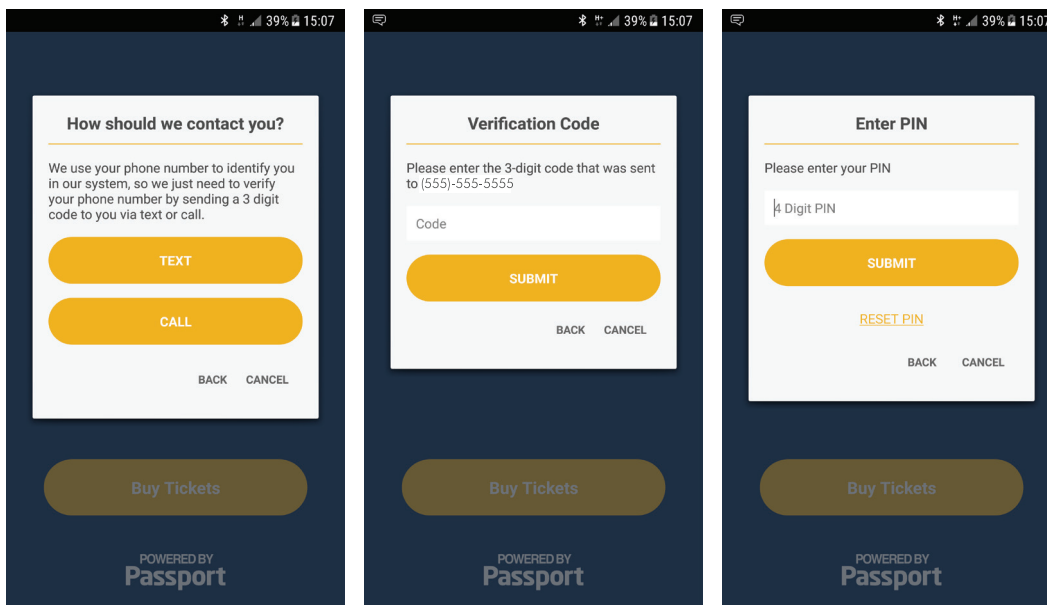 39% 15:07
How should we contact you?
We use your phone number to identify you
in our system, so we just need to verify
your phone number by sending a 3 digit
code to you via text or call.
TEXT
CALL
BACK CANCEL
Buy Tickets
POWERED BY
Passport
H+ 39% 15:07
Verification Code
Please enter the 3-digit code that was sent
to (555)-555-5555
Code
SUBMIT
BACK CANCEL
Buy Tickets
POWERED BY
Passport
H+ 39% 15:07
Enter PIN
Please enter your PIN
4 Digit PIN
SUBMIT
RESET PIN
BACK CANCEL
Buy Tickets
POWERED BY
Passport